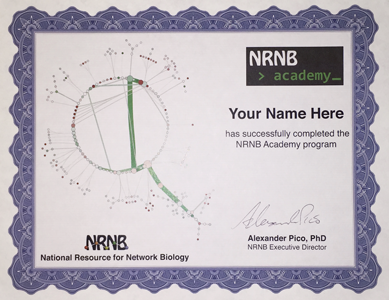 NRNB
> academy_
Your Name Here
has successfully completed the
NRNB Academy program
Alexander Pico
Alexander Pico, PhD
NRNB Executive Director
NRNB
National Resource for Network Biology